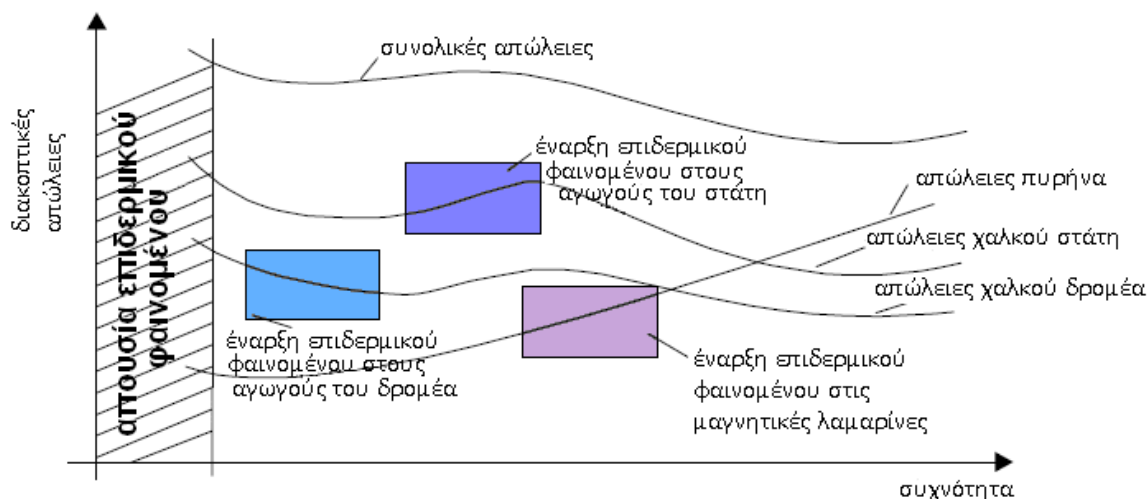 συνολικές απώλειες
διακοπτικές
απώλειες
απουσία επιδερμικού
φαινομένου
έναρξη επιδερμικού
φαινομένου στους
αγωγούς του στάτη
απώλειες πυρήνα
απώλειες χαλκού στάτη
απώλειες χαλκού δρομέα
έναρξη επιδερμικού
φαινομένου στους
αγωγούς του δρομέα
έναρξη επιδερμικού
φαινομένου στις
μαγνητικές λαμαρίνες
συχνότητα